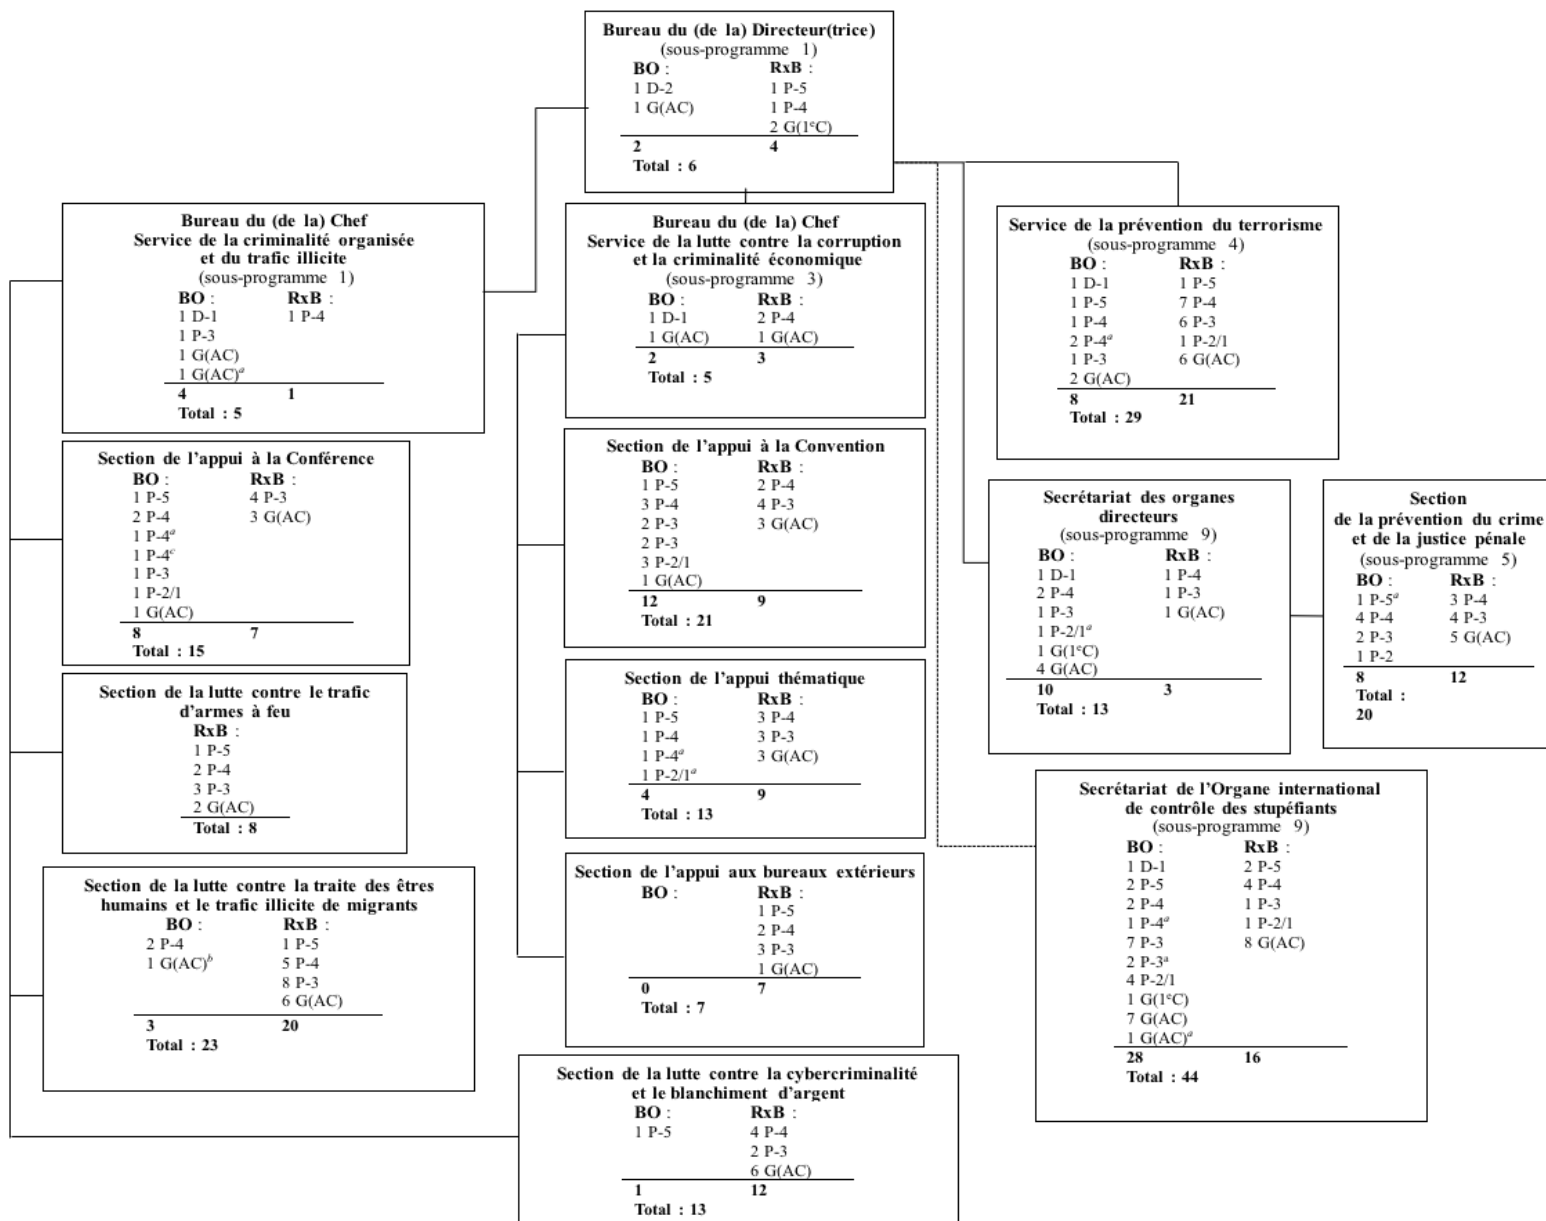 Bureau du (de la) Directeur(trice)
(sous-programme 1)
BO : RxB :
1 D-2 1 P-5
1 G(AC) 1 P-4
2 G(1ᵉC)
2 4
Total : 6
Bureau du (de la) Chef
Service de la criminalité organisée
et du trafic illicite
(sous-programme 1)
BO : RxB :
1 D-1 1 P-4
1 P-3
1 G(AC)
1 G(AC)ᵃ
4 1
Total : 5
Section de l'appui à la Conférence
BO : RxB :
1 P-5 4 P-3
2 P-4 3 G(AC)
1 P-4ᵃ
1 P-4ᶜ
1 P-3
1 P-2/1
1 G(AC)
8 7
Total : 15
Section de la lutte contre le trafic
d'armes à feu
RxB :
1 P-5
2 P-4
3 P-3
2 G(AC)
Total : 8
Section de la lutte contre la traite des êtres
humains et le trafic illicite de migrants
BO : RxB :
2 P-4 1 P-5
1 G(AC)ᵇ 5 P-4
8 P-3
6 G(AC)
3 20
Total : 23
Bureau du (de la) Chef
Service de la lutte contre la corruption
et la criminalité économique
(sous-programme 3)
BO : RxB :
1 D-1 2 P-4
1 G(AC) 1 G(AC)
2 3
Total : 5
Section de l'appui à la Convention
BO : RxB :
1 P-5 2 P-4
3 P-4 4 P-3
2 P-3 3 G(AC)
2 P-3
3 P-2/1
1 G(AC)
12 9
Total : 21
Section de l'appui thématique
BO : RxB :
1 P-5 3 P-4
1 P-4 3 P-3
1 P-4ᵃ 3 G(AC)
1 P-2/1ᵃ
4 9
Total : 13
Section de l'appui aux bureaux extérieurs
BO : RxB :
1 P-5
2 P-4
3 P-3
1 G(AC)
0 7
Total : 7
Section de la lutte contre la cybercriminalité
et le blanchiment d'argent
BO : RxB :
1 P-5 4 P-4
2 P-3
6 G(AC)
1 12
Total : 13
Service de la prévention du terrorisme
(sous-programme 4)
BO : RxB :
1 D-1 1 P-5
1 P-5 7 P-4
1 P-4 6 P-3
2 P-4ᵃ 1 P-2/1
1 P-3 6 G(AC)
2 G(AC)
8 21
Total : 29
Secrétariat des organes
directeurs
(sous-programme 9)
BO : RxB :
1 D-1 1 P-4
2 P-4 1 P-3
1 P-3 1 G(AC)
1 P-2/1ᵃ
1 G(1ᵉC)
4 G(AC)
10 3
Total : 13
Section
de la prévention du crime
et de la justice pénale
(sous-programme 5)
BO : RxB :
1 P-5ᵃ 3 P-4
4 P-4 4 P-3
2 P-3 5 G(AC)
1 P-2
8 12
Total :
20
Secrétariat de l'Organe international
de contrôle des stupéfiants
(sous-programme 9)
BO : RxB :
1 D-1 2 P-5
2 P-5 4 P-4
2 P-4 1 P-3
1 P-4ᵃ 1 P-2/1
7 P-3 8 G(AC)
2 P-3ᵃ
4 P-2/1
1 G(1ᵉC)
7 G(AC)
1 G(AC)ᵃ
28 16
Total : 44